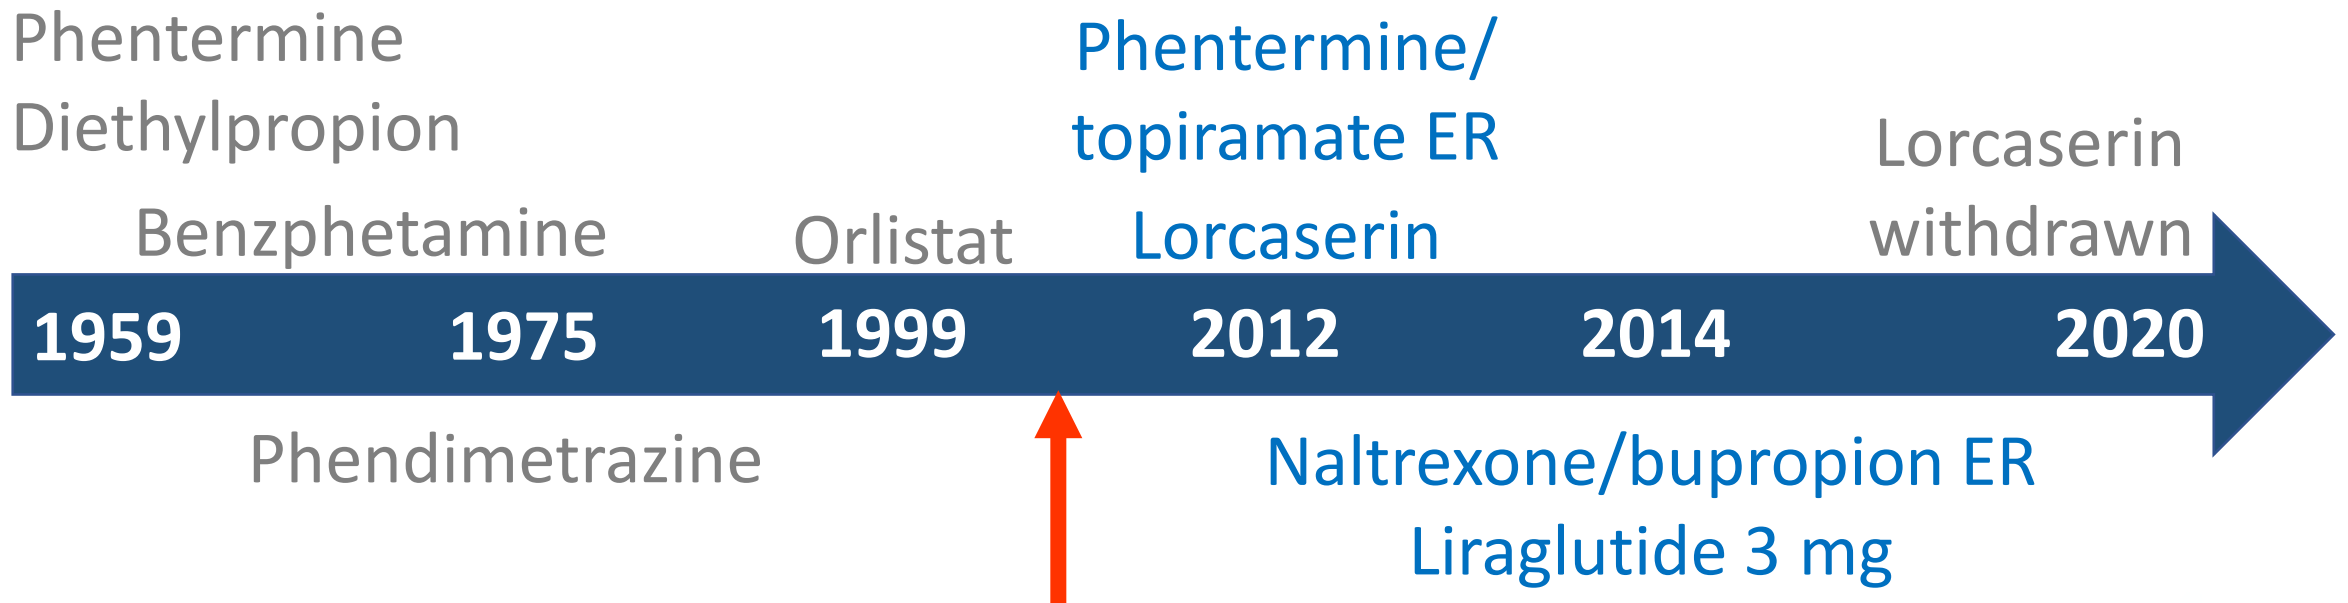 Phentermine
Diethylpropion
Benzphetamine
Orlistat
Phentermine/
topiramate ER
Lorcaserin
Lorcaserin
withdrawn
1959
1975
1999
2012
2014
2020
Phendimetrazine
Naltrexone/bupropion ER
Liraglutide 3 mg